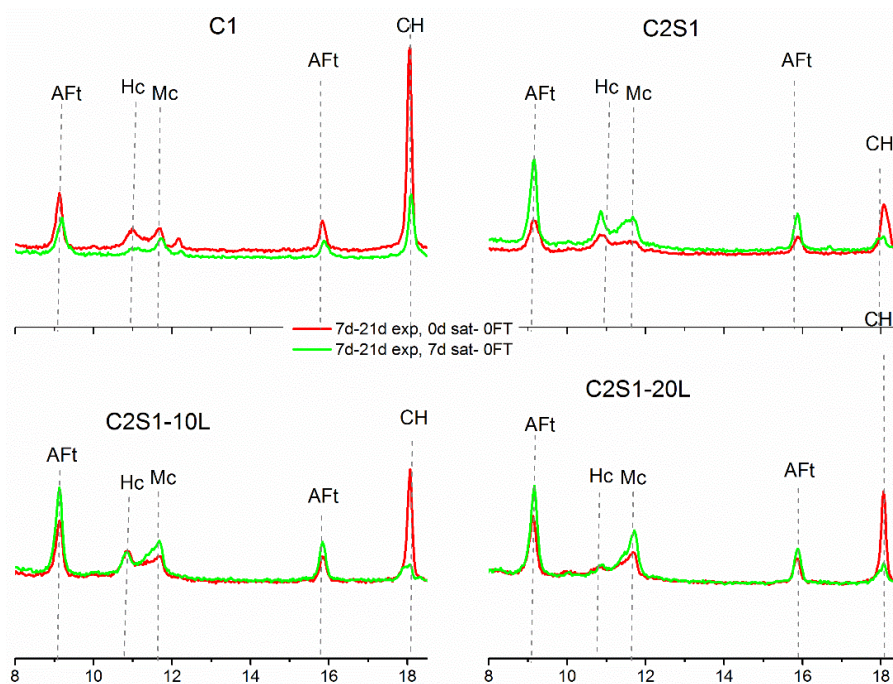 C1
CH
AFt
Hc
Mc
AFt
C2S1
AFt
Hc
Mc
AFt
CH
7d-21d exp, 0d sat- 0FT
7d-21d exp, 7d sat- 0FT
C2S1-10L
AFt
Hc
Mc
AFt
CH
8 10 12 14 16 18
C2S1-20L
AFt
Hc
Mc
AFt
CH
8 10 12 14 16 18